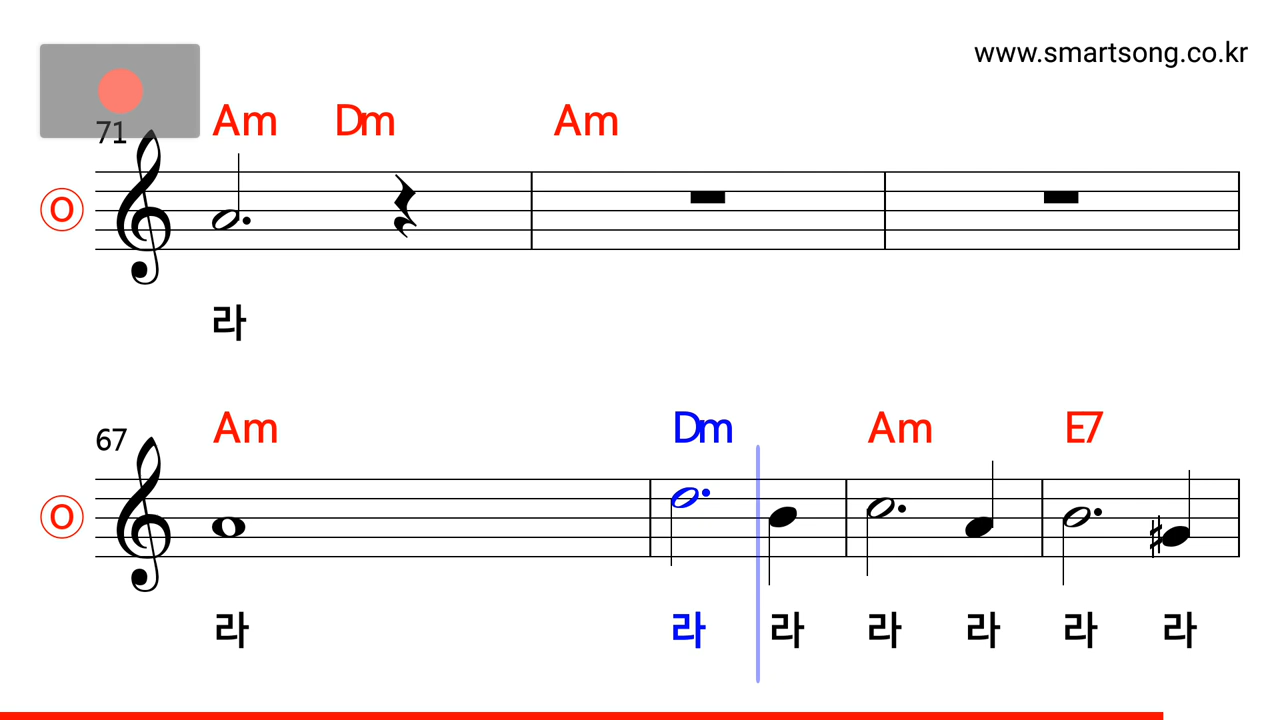 www.smartsong.co.kr
71 Am Dm Am
O
라
67 Am Dm Am E7
O
라 라 라 라 라 라 라